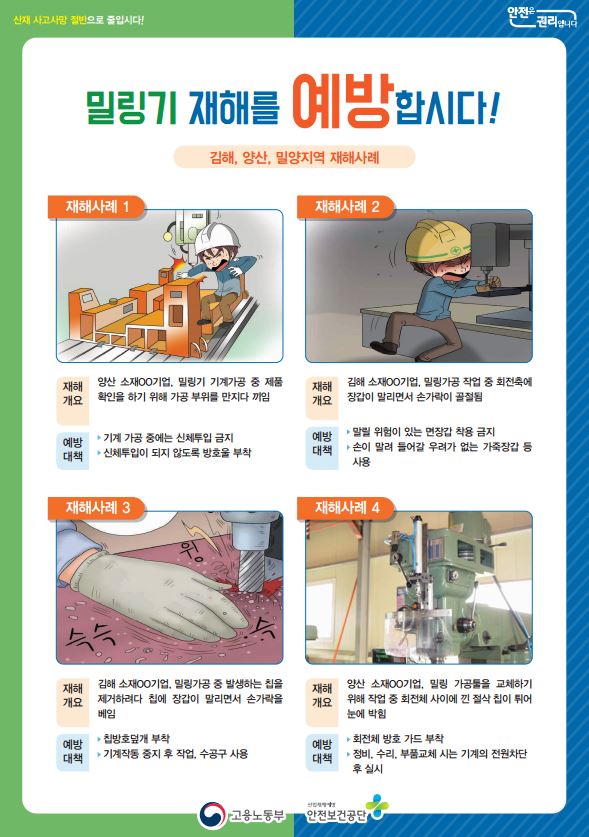 산재 사고사망 절반으로 줄입시다!
안전은
권리입니다
밀링기 재해를 예방합시다!
김해, 양산, 밀양지역 재해사례
재해사례 1
재해
개요
양산 소재OO기업, 밀링기 기계가공 중 제품
확인을 하기 위해 가공 부위를 만지다 끼임
예방
대책
기계 가공 중에는 신체투입 금지
신체투입이 되지 않도록 방호울 부착
재해사례 2
재해
개요
김해 소재OO기업, 밀링가공 작업 중 회전축에
장갑이 말리면서 손가락이 골절됨
예방
대책
말릴 위험이 있는 면장갑 착용 금지
손이 말려 들어갈 우려가 없는 가죽장갑 등
사용
재해사례 3
윙
슥슥
슥
재해
개요
김해 소재OO기업, 밀링가공 중 발생하는 칩을
제거하려다 칩에 장갑이 말리면서 손가락을
베임
예방
대책
칩방호덮개 부착
기계작동 중지 후 작업, 수공구 사용
재해사례 4
재해
개요
양산 소재OO기업, 밀링 가공툴을 교체하기
위해 작업 중 회전체 사이에 낀 절삭 칩이 튀어
눈에 박힘
예방
대책
회전체 방호 가드 부착
정비, 수리, 부품교체 시는 기계의 전원차단
후 실시
고용노동부
산업재해예방
안전보건공단